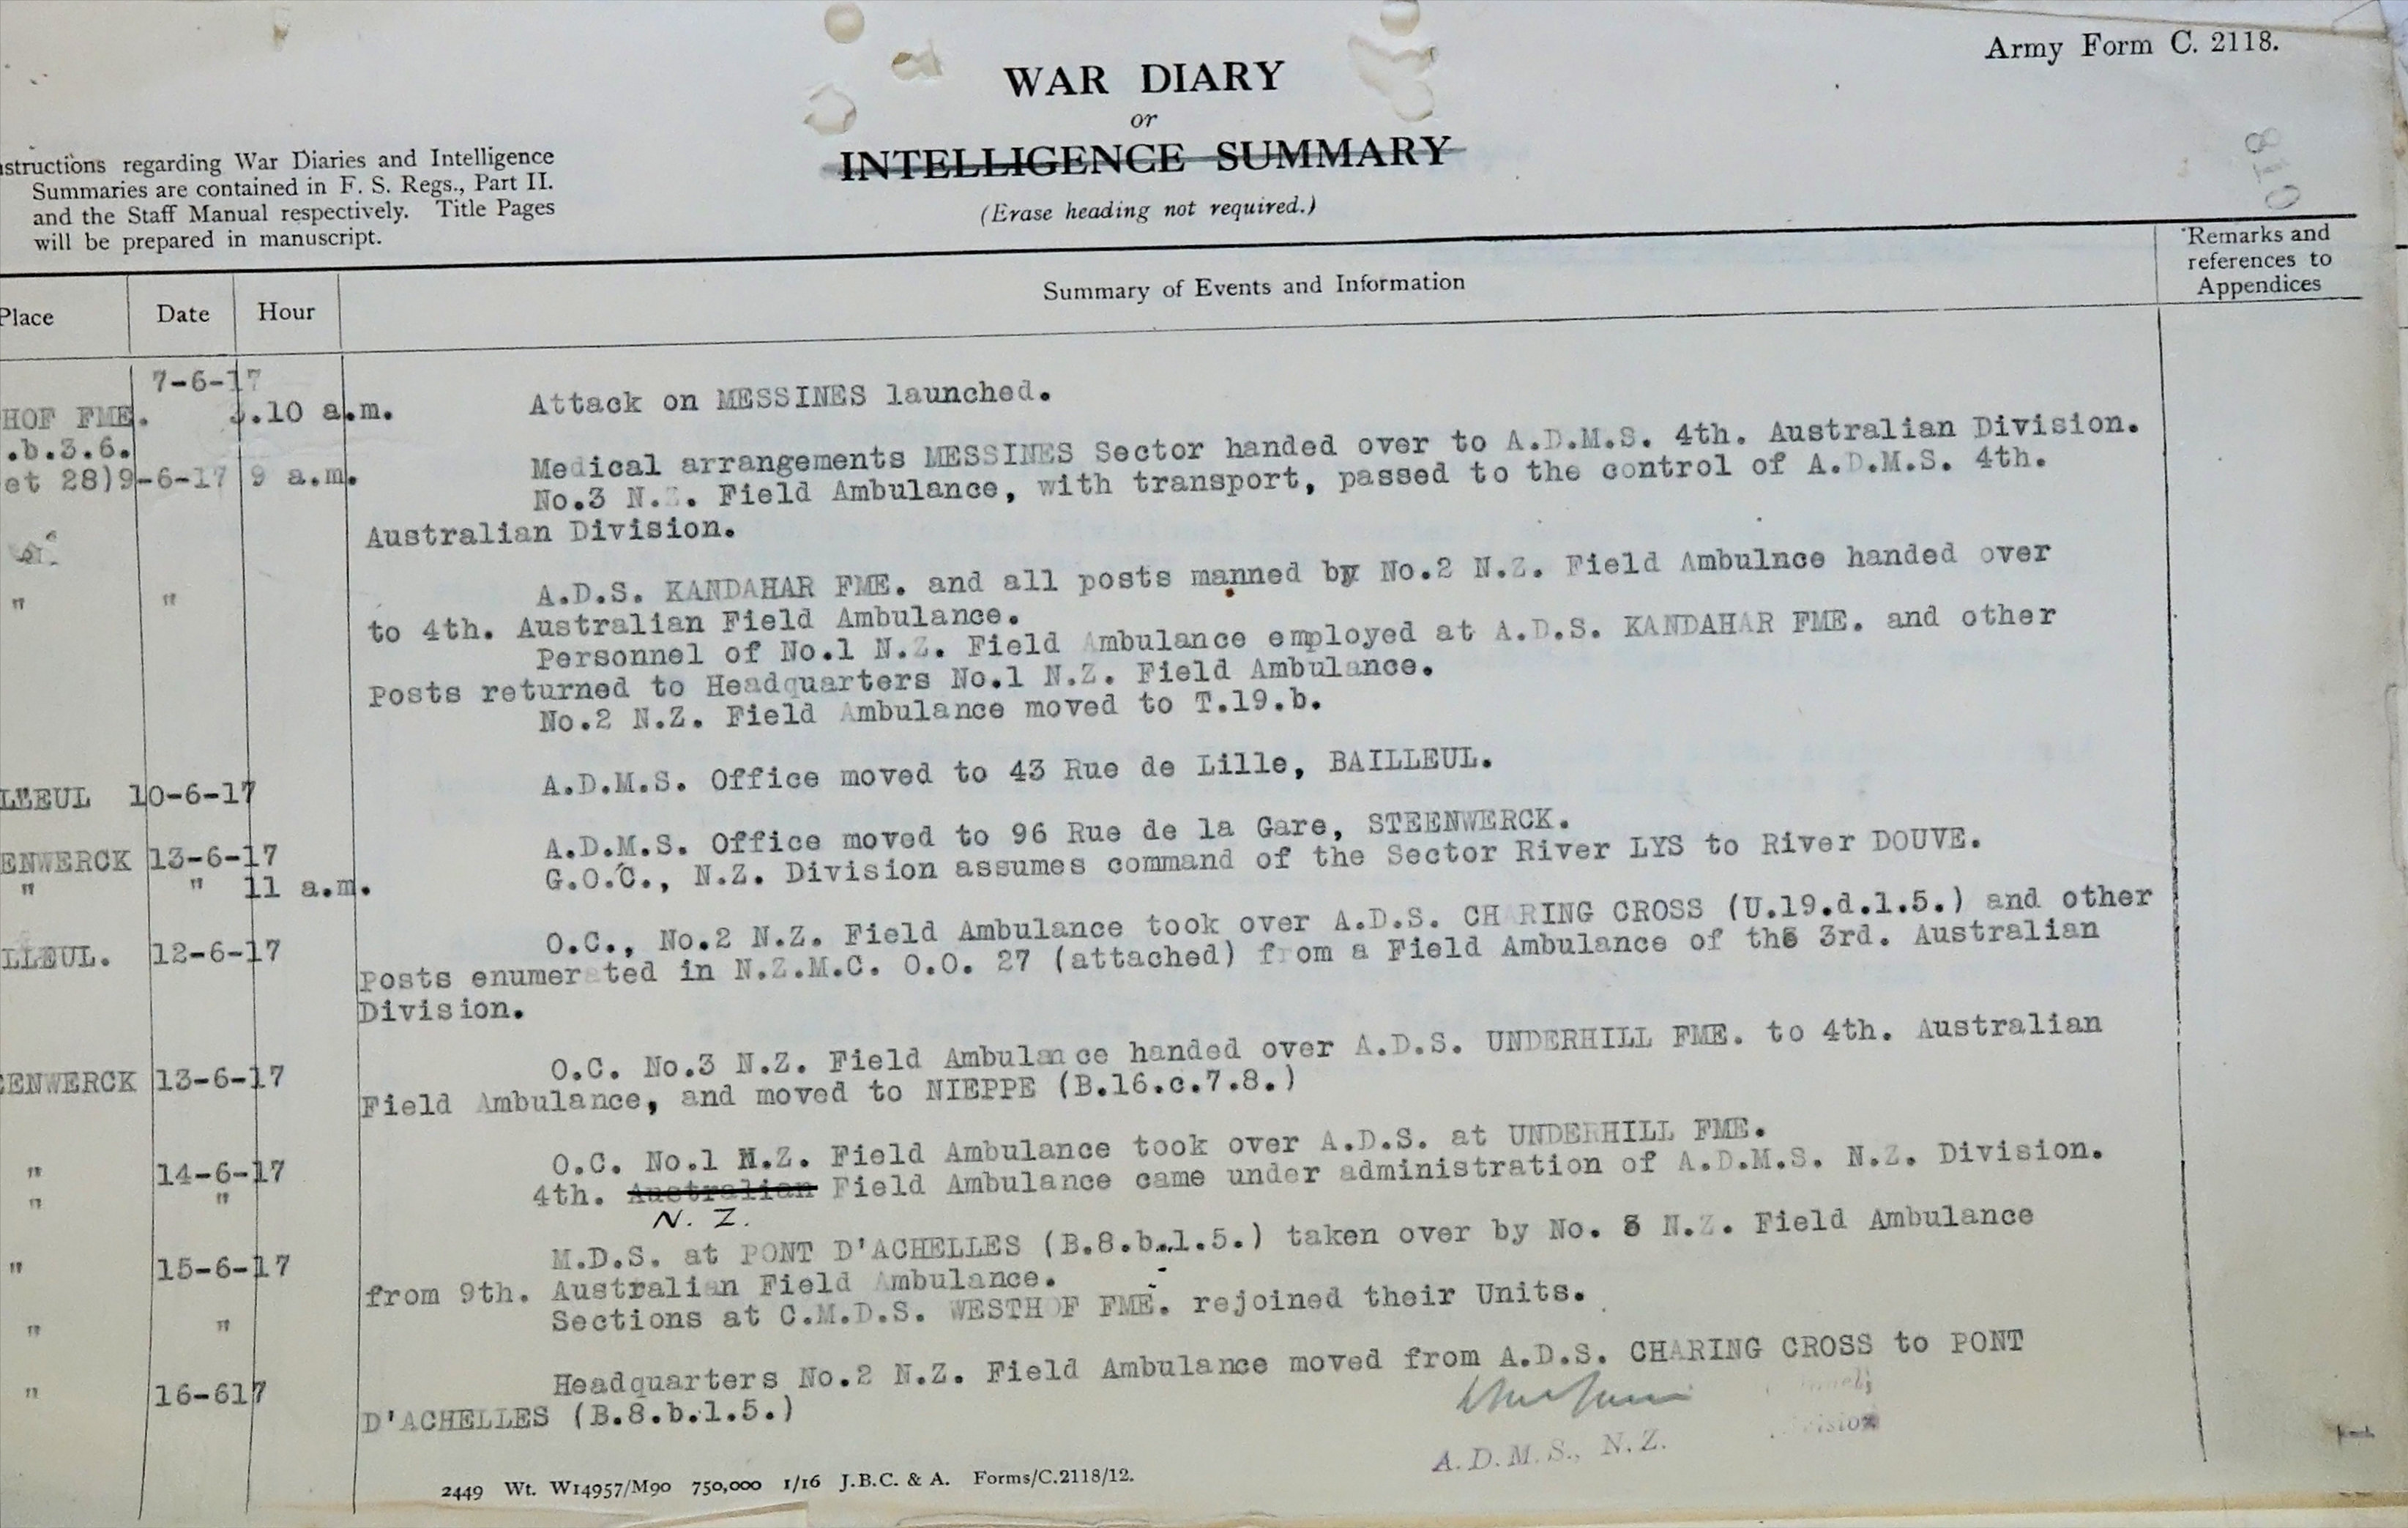 Army Form C. 2118.
WAR DIARY
or
INTELLIGENCE SUMMARY
(Erase heading not required.)
810
nstructions regarding War Diaries and Intelligence
Summaries are contained in F. S. Regs., Part II.
and the Staff Manual respectively. Title Pages
will be prepared in manuscript.
Place Date Hour Summary of Events and Information
Remarks and
references to
Appendices
7-6-17
HOF FME. .10 a.m. Attack on MESSINES launched.
.b.3.6.
et 28) 9-6-17 9 a.m. Medical arrangements MESSINES Sector handed over to A.D.M.S. 4th. Australian Division.
No.3 N.Z. Field Ambulance, with transport, passed to the control of A.D.M.S. 4th.
Australian Division.
" " A.D.S. KANDAHAR FME. and all posts manned by No.2 N.Z. Field Ambulnce handed over
to 4th. Australian Field Ambulance.
Personnel of No.1 N.Z. Field Ambulance employed at A.D.S. KANDAHAR FME. and other
Posts returned to Headquarters No.1 N.Z. Field Ambulance.
No.2 N.Z. Field Ambulance moved to T.19.b.
LLEUL 10-6-17 A.D.M.S. Office moved to 43 Rue de Lille, BAILLEUL.
ENWERCK 13-6-17 A.D.M.S. Office moved to 96 Rue de la Gare, STEENWERCK.
" " 11 a.m. G.O.C., N.Z. Division assumes command of the Sector River LYS to River DOUVE.
LLEUL. 12-6-17 O.C., No.2 N.Z. Field Ambulance took over A.D.S. CHARING CROSS (U.19.d.1.5.) and other
Posts enumerated in N.Z.M.C. O.O. 27 (attached) from a Field Ambulance of the 3rd. Australian
Division.
ENWERCK 13-6-17 O.C. No.3 N.Z. Field Ambulance handed over A.D.S. UNDERHILL FME. to 4th. Australian
Field Ambulance, and moved to NIEPPE (B.16.c.7.8.)
" 14-6-17 O.C. No.1 N.Z. Field Ambulance took over A.D.S. at UNDERHILL FME.
" " 4th. Australian Field Ambulance came under administration of A.D.M.S. N.Z. Division.
N. Z.
" 15-6-17 M.D.S. at PONT D'ACHELLES (B.8.b.1.5.) taken over by No. N.Z. Field Ambulance
from 9th. Australian Field Ambulance.
" " Sections at C.M.D.S. WESTHOF FME. rejoined their Units.
" 16-617 Headquarters No.2 N.Z. Field Ambulance moved from A.D.S. CHARING CROSS to PONT
D'ACHELLES (B.8.b.1.5.)
A.D.M.S., N.Z.
2449 Wt. W14957/M90 750,000 1/16 J.B.C. & A. Forms/C.2118/12.